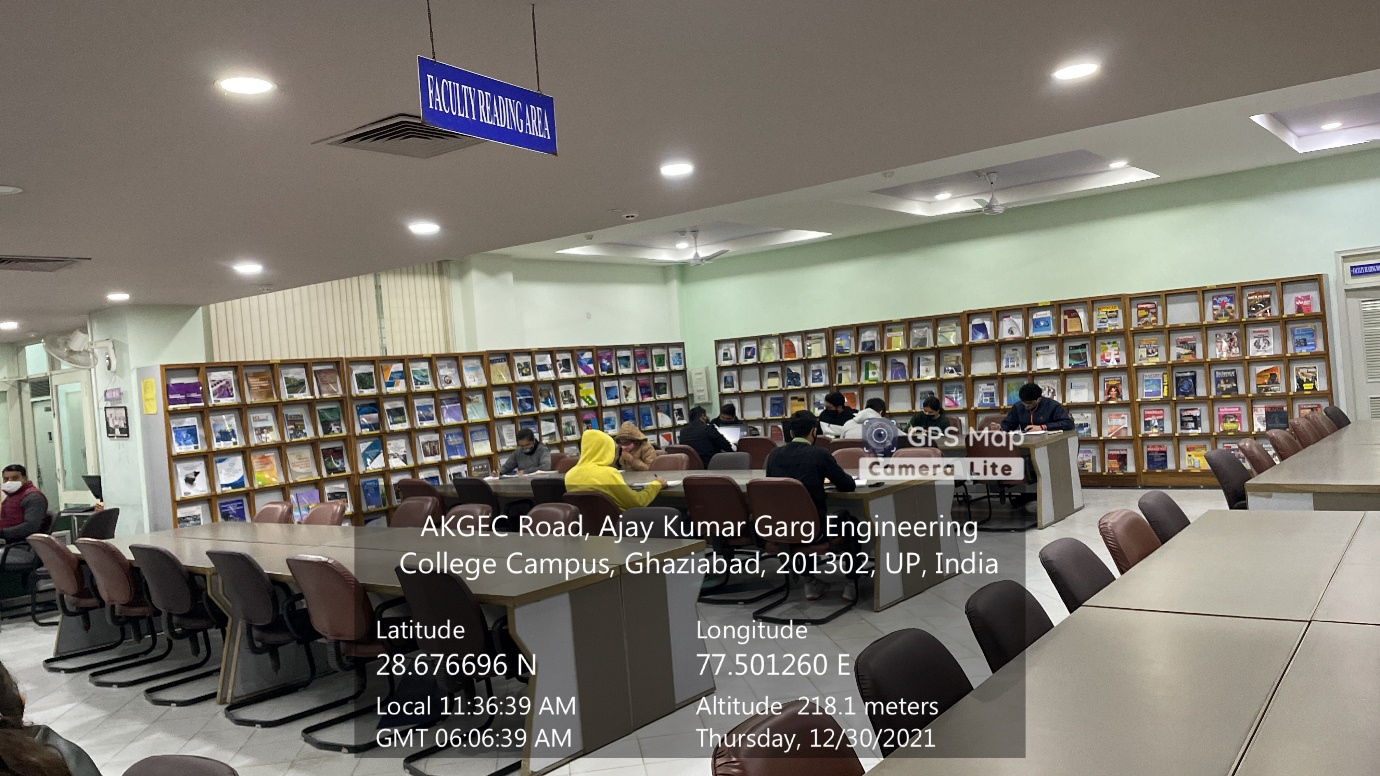 FACULTY READING AREA
GPS Map
Camera Lite
AKGEC Road, Ajay Kumar Garg Engineering
College Campus, Ghaziabad, 201302, UP, India
Latitude
28.676696 N
Longitude
77.501260 E
Local 11:36:39 AM
GMT 06:06:39 AM
Altitude 218.1 meters
Thursday, 12/30/2021